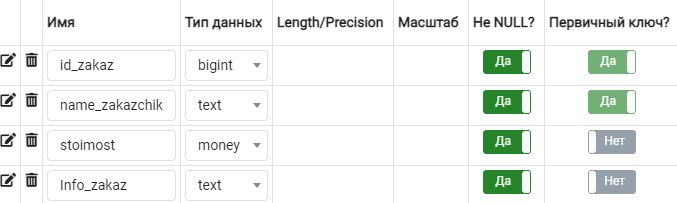 Имя Тип данных Length/Precision Масштаб Не NULL? Первичный ключ?
id_zakaz bigint Да Да
name_zakazchik text Да Да
stoimost money Да Нет
Info_zakaz text Да Нет